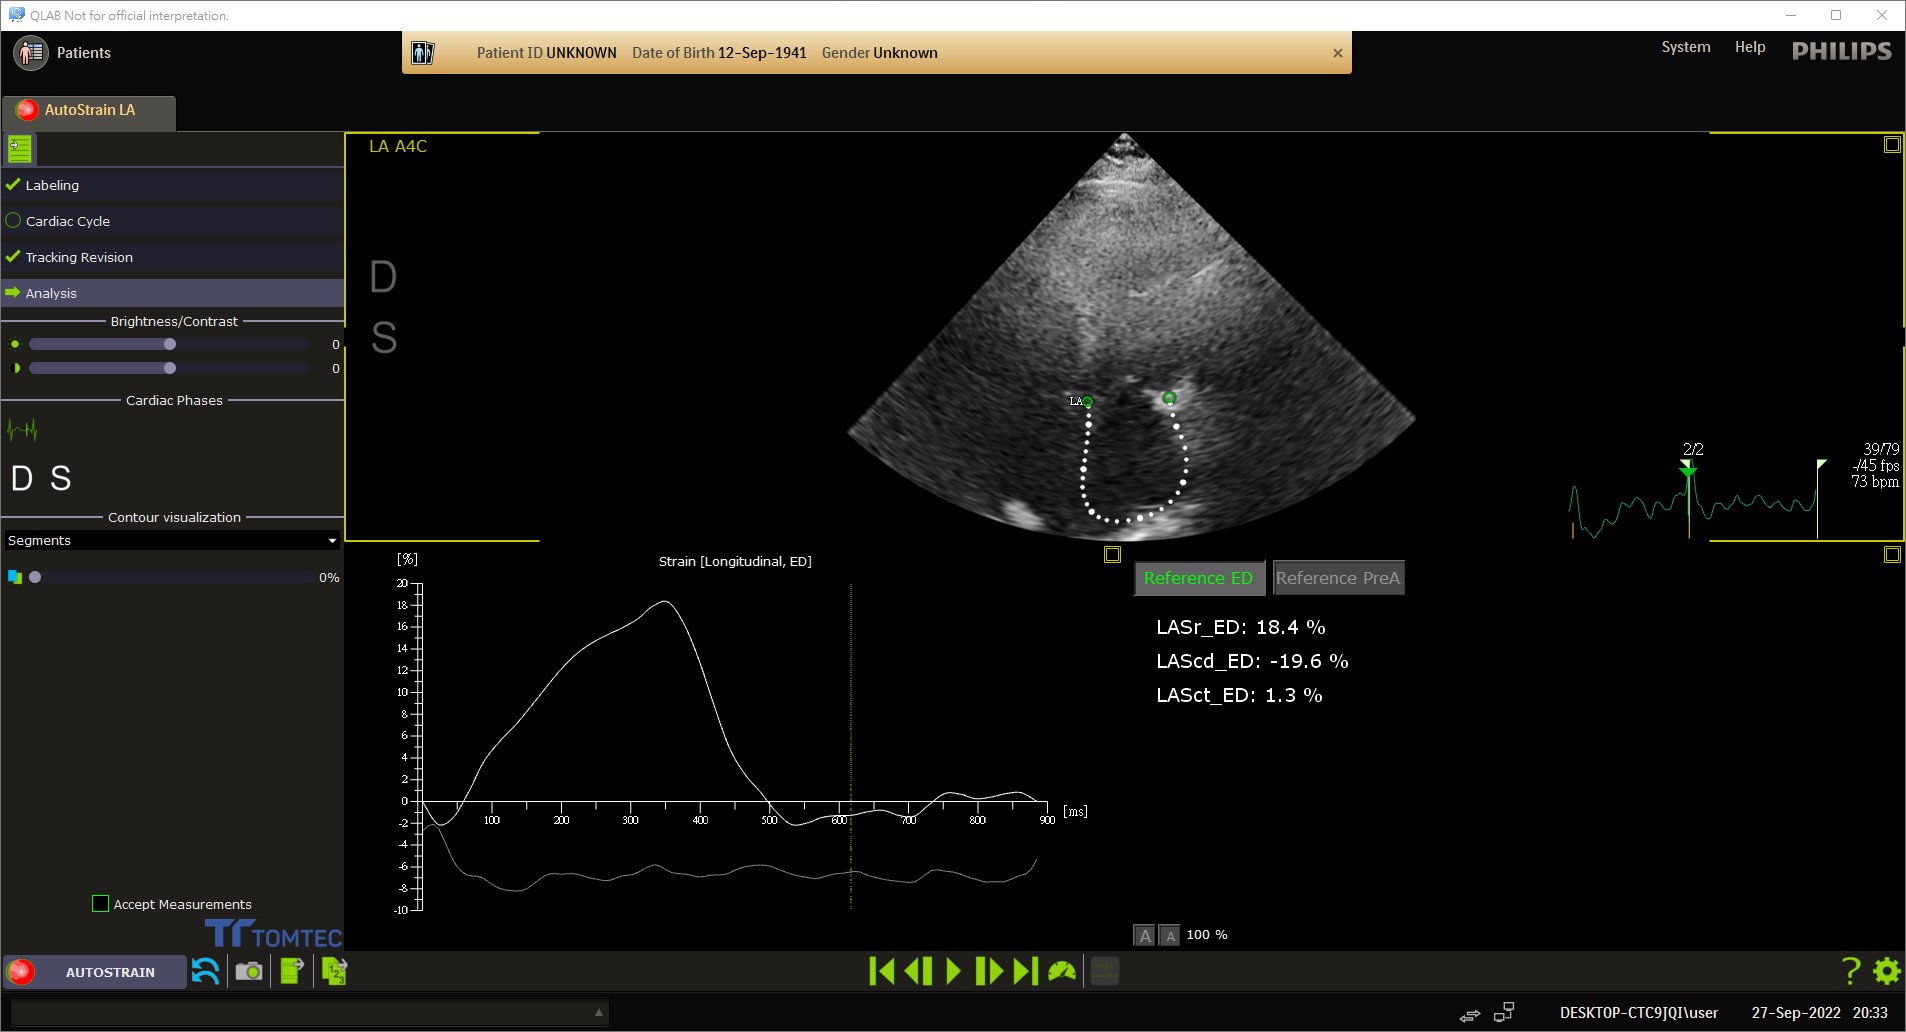 QLAB Not for official interpretation.
Patients
Patient ID UNKNOWN Date of Birth 12-Sep-1941 Gender Unknown
System Help PHILIPS
AutoStrain LA
Labeling
Cardiac Cycle
Tracking Revision
Analysis
Brightness/Contrast
0
0
Cardiac Phases
D S
Contour visualization
Segments
0%
Accept Measurements
TOMTEC
AUTOSTRAIN
LA A4C
D
S
LA
2/2
39/79
-/45 fps
73 bpm
[%]
Strain [Longitudinal, ED]
20
18
16
14
12
10
8
6
4
2
0
-2
-4
-6
-8
-10
100 200 300 400 500 600 700 800 900 [ms]
Reference ED Reference PreA
LASr_ED: 18.4 %
LAScd_ED: -19.6 %
LASct_ED: 1.3 %
A A 100 %
DESKTOP-CTC9JQI\user 27-Sep-2022 20:33